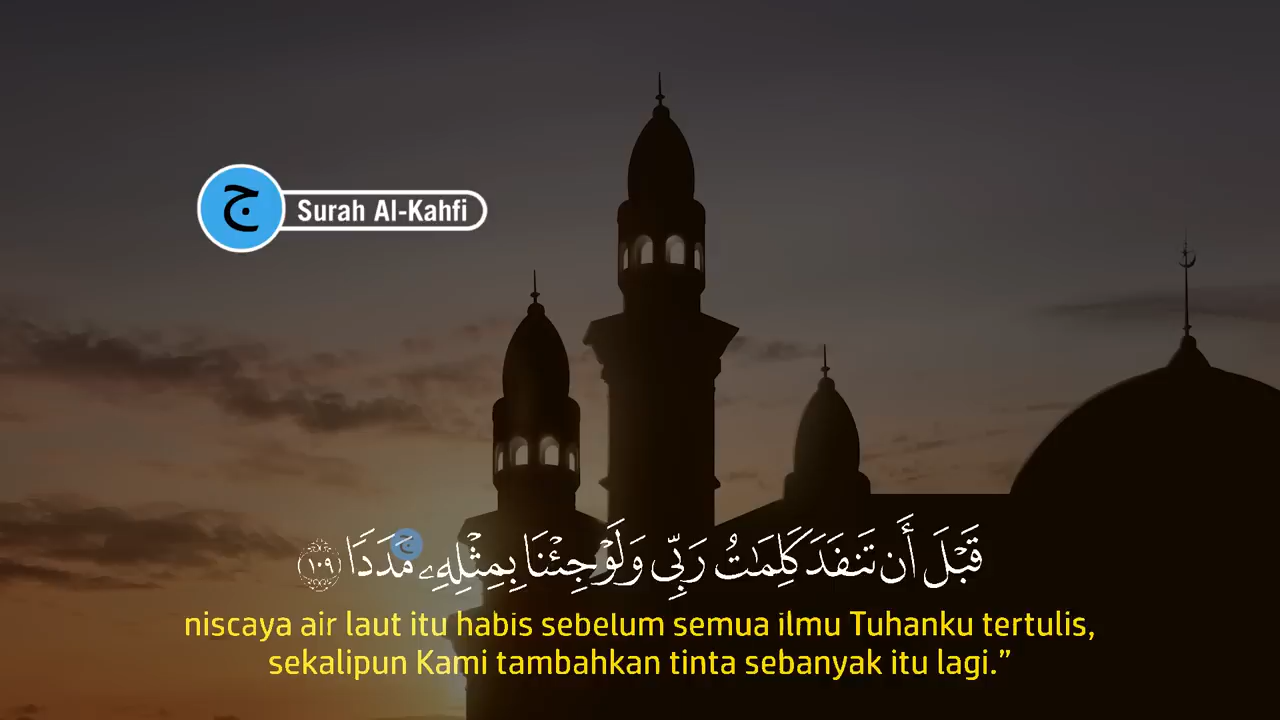 ج
Surah Al-Kahfi
قَبْلَ أَن تَنفَدَ كَلِمَٰتُ رَبِّى وَلَوْ جِئْنَا بِمِثْلِهِۦ مَدَدًا ١٠٩
ج
niscaya air laut itu habis sebelum semua ilmu Tuhanku tertulis,
sekalipun Kami tambahkan tinta sebanyak itu lagi.”